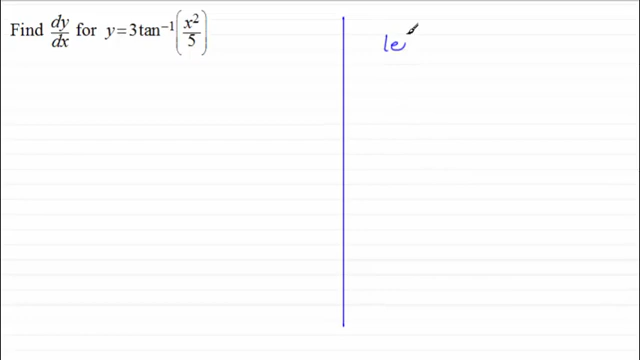 Find dy/dx for y=3tan⁻¹(x²/5)
le